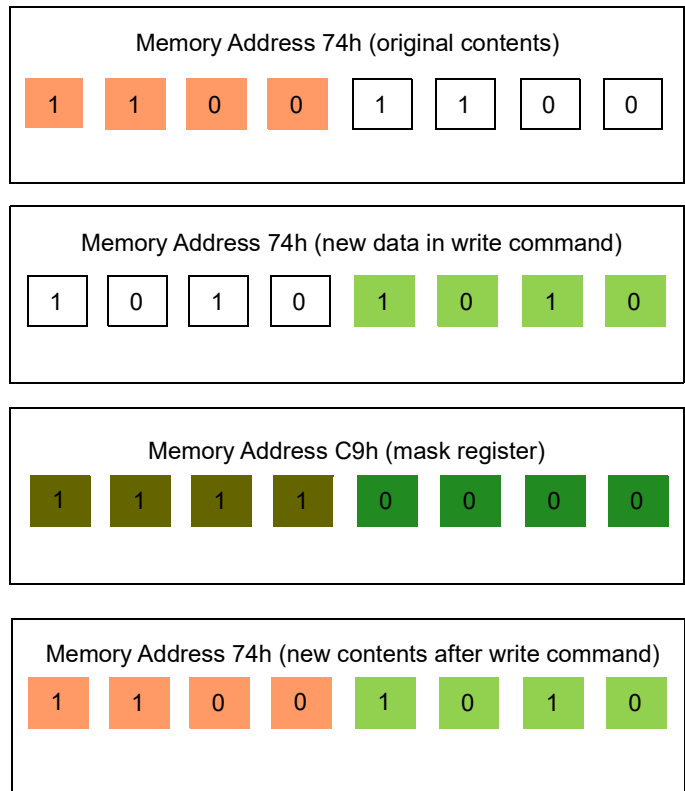 Memory Address 74h (original contents)
1 1 0 0 1 1 0 0
Memory Address 74h (new data in write command)
1 0 1 0 1 0 1 0
Memory Address C9h (mask register)
1 1 1 1 0 0 0 0
Memory Address 74h (new contents after write command)
1 1 0 0 1 0 1 0